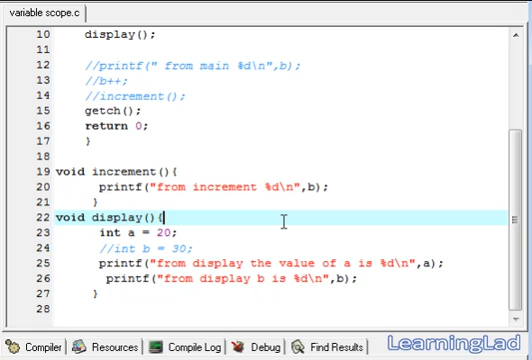 variable scope.c
10 display();
11
12 //printf(" from main %d\n",b);
13 //b++;
14 //increment();
15 getch();
16 return 0;
17 }
18
19 void increment(){
20 printf("from increment %d\n",b);
21 }
22 void display(){
23 int a = 20;
24 //int b = 30;
25 printf("from display the value of a is %d\n",a);
26 printf("from display b is %d\n",b);
27 }
28
Compiler Resources Compile Log Debug Find Results
LearningLad